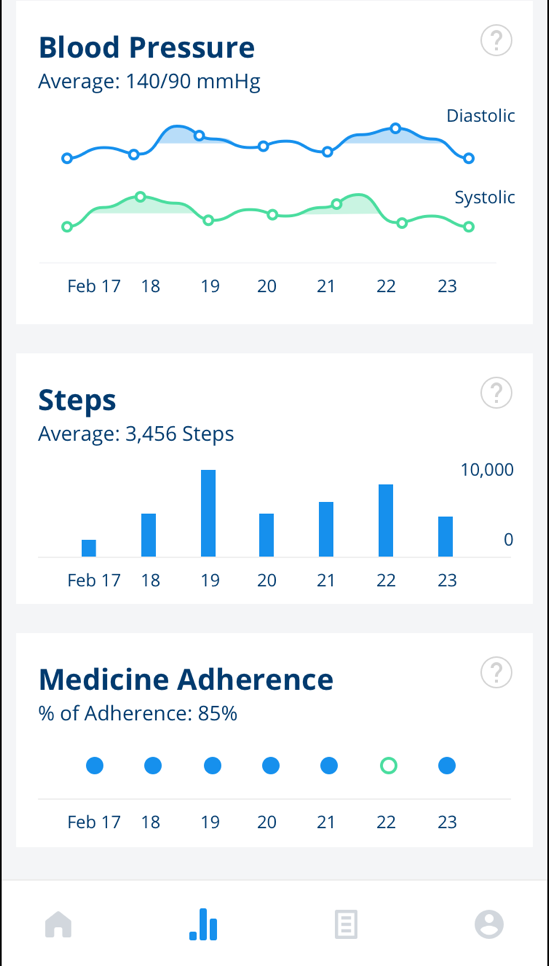 Blood Pressure
?
Average: 140/90 mmHg
Diastolic
Systolic
Feb 17 18 19 20 21 22 23
Steps
?
Average: 3,456 Steps
10,000
0
Feb 17 18 19 20 21 22 23
Medicine Adherence
?
% of Adherence: 85%
Feb 17 18 19 20 21 22 23